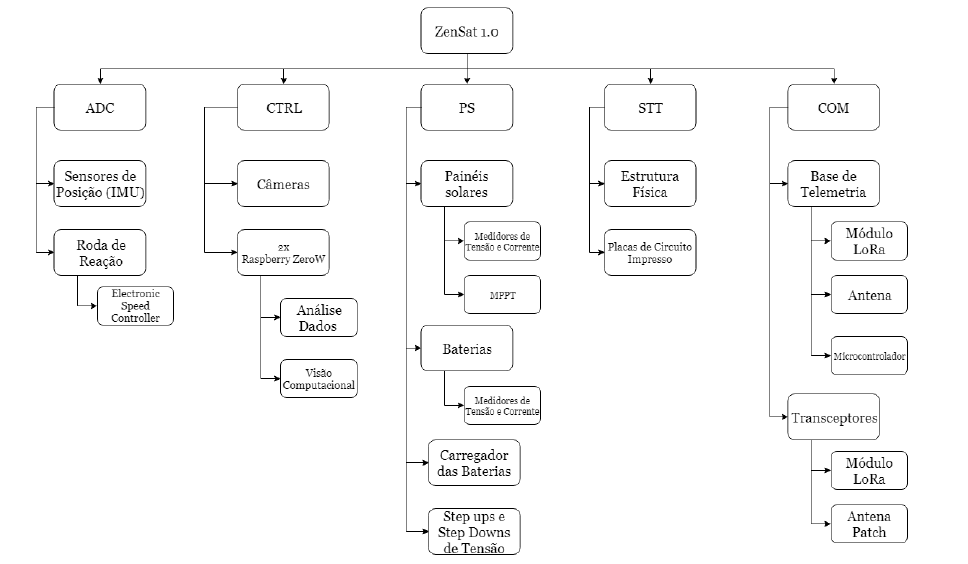 ZenSat 1.0
ADC
CTRL
PS
STT
COM
Sensores de
Posição (IMU)
Roda de
Reação
Electronic
Speed
Controller
Câmeras
2x
Raspberry ZeroW
Análise
Dados
Visão
Computacional
Painéis
solares
Medidores de
Tensão e Corrente
MPPT
Baterias
Medidores de
Tensão e Corrente
Carregador
das Baterias
Step ups e
Step Downs
de Tensão
Estrutura
Física
Placas de Circuito
Impresso
Base de
Telemetria
Módulo
LoRa
Antena
Microcontrolador
Transceptores
Módulo
LoRa
Antena
Patch